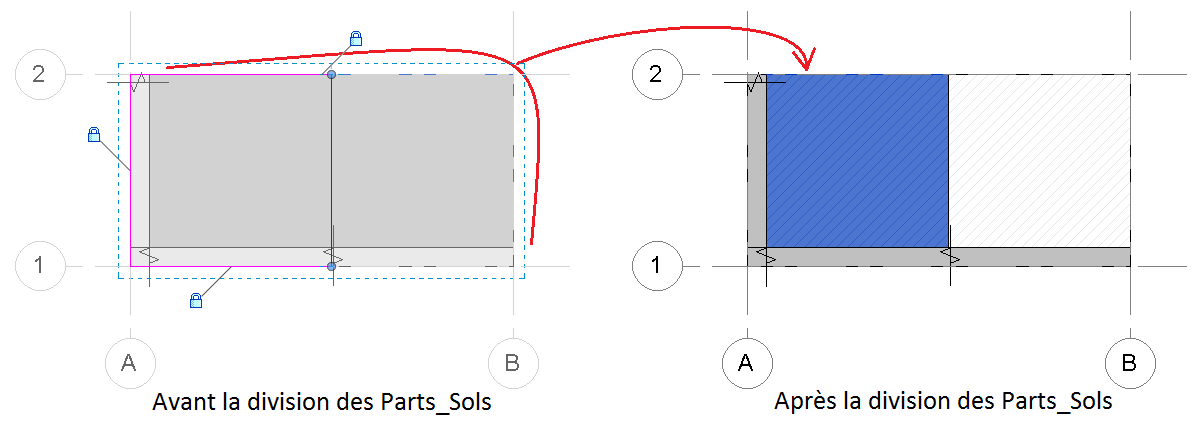 2
2
1
1
A
B
A
B
Avant la division des Parts_Sols
Après la division des Parts_Sols